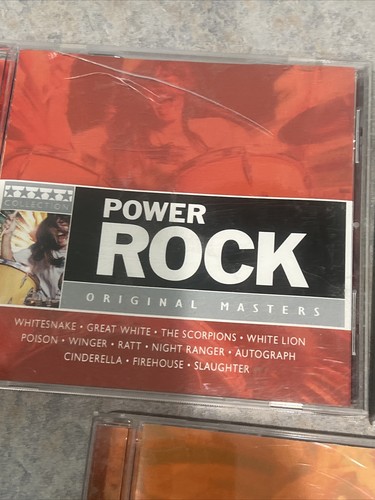 COLLECTION
POWER
ROCK
ORIGINAL MASTERS
WHITESNAKE • GREAT WHITE • THE SCORPIONS • WHITE LION
POISON • WINGER • RATT • NIGHT RANGER • AUTOGRAPH
CINDERELLA • FIREHOUSE • SLAUGHTER